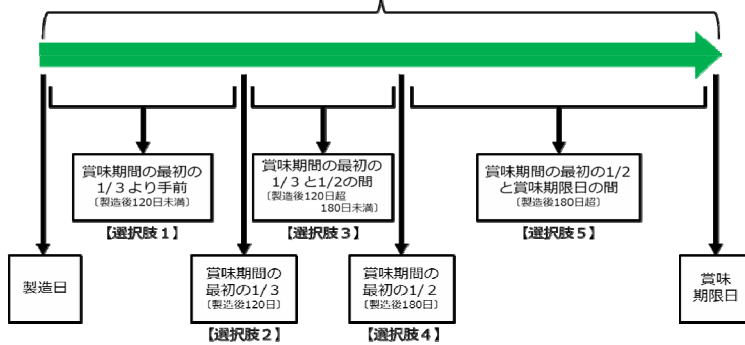 賞味期間の最初の
1/3より手前
〔製造後120日未満〕
【選択肢1】
賞味期間の最初の
1/3と1/2の間
〔製造後120日超
180日未満〕
【選択肢3】
賞味期間の最初の1/2
と賞味期限日の間
〔製造後180日超〕
【選択肢5】
製造日
賞味期間の
最初の1/3
〔製造後120日〕
【選択肢2】
賞味期間の
最初の1/2
〔製造後180日〕
【選択肢4】
賞味
期限日